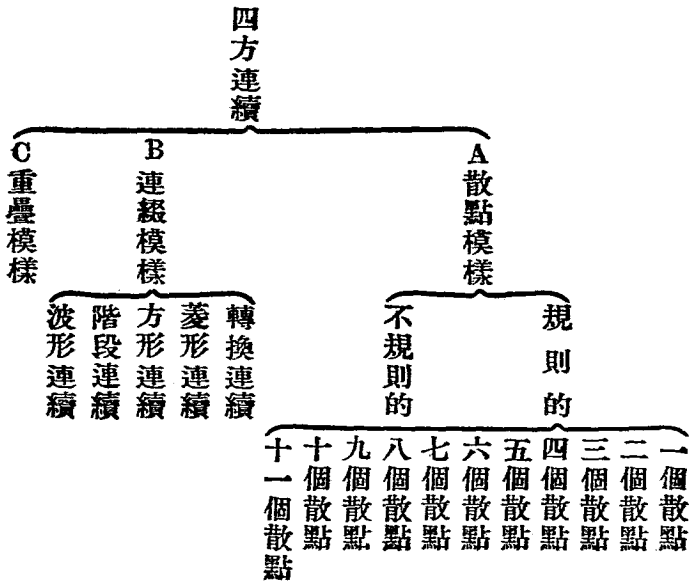 四方連續
A散點模樣
規則的
一個散點
二個散點
三個散點
四個散點
五個散點
六個散點
七個散點
八個散點
九個散點
十個散點
十一個散點
不規則的
B連綴模樣
轉換連續
菱形連續
方形連續
階段連續
波形連續
C重疊模樣